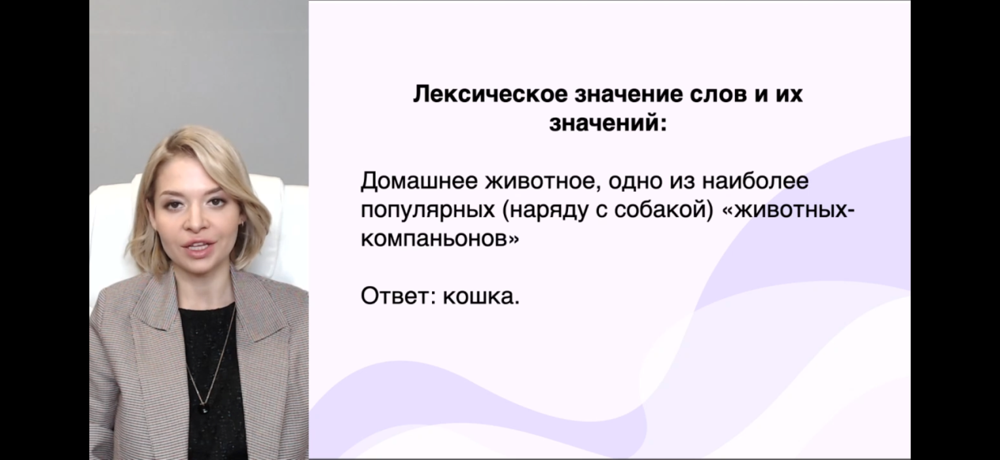 Лексическое значение слов и их
значений:
Домашнее животное, одно из наиболее
популярных (наряду с собакой) «животных-
компаньонов»
Ответ: кошка.